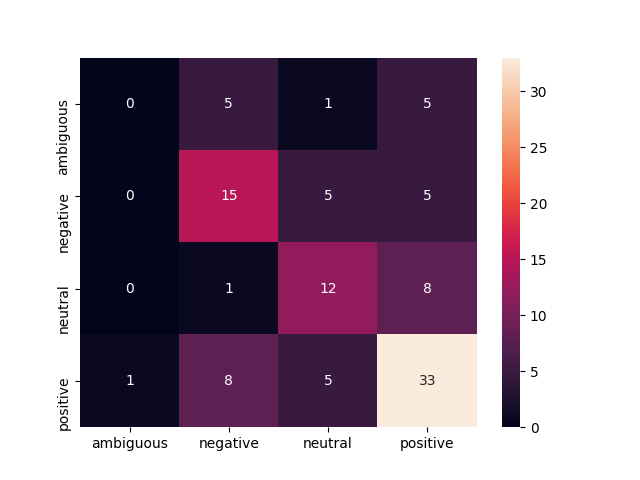 ambiguous 0 5 1 5
negative 0 15 5 5
neutral 0 1 12 8
positive 1 8 5 33
ambiguous negative neutral positive
30
25
20
15
10
5
0